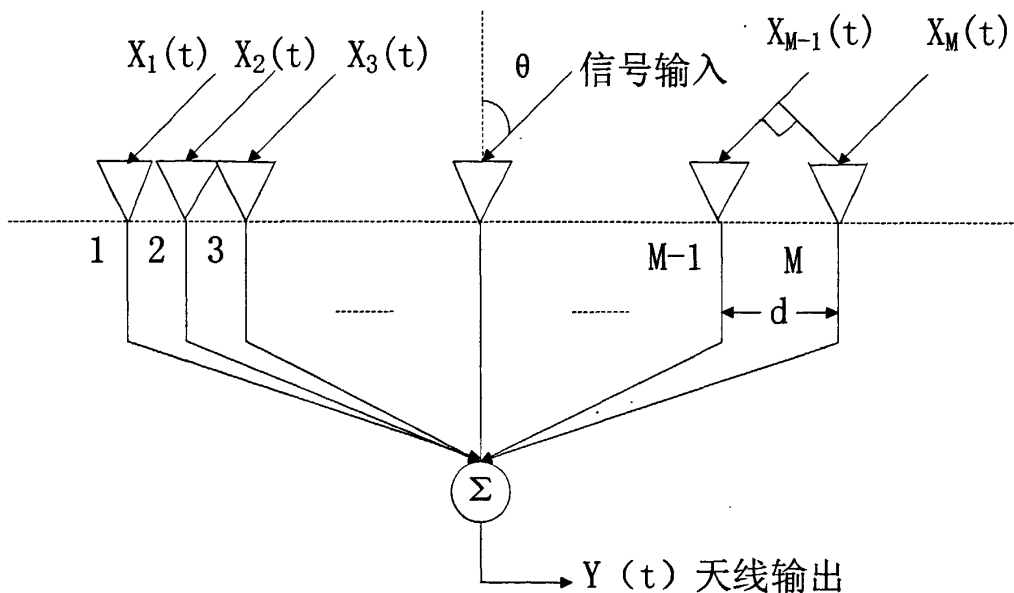 X₁(t) X₂(t) X₃(t) θ 信号输入 X_{M-1}(t) X_M(t)
1 2 3 M-1 M
d
Σ
Y (t) 天线输出